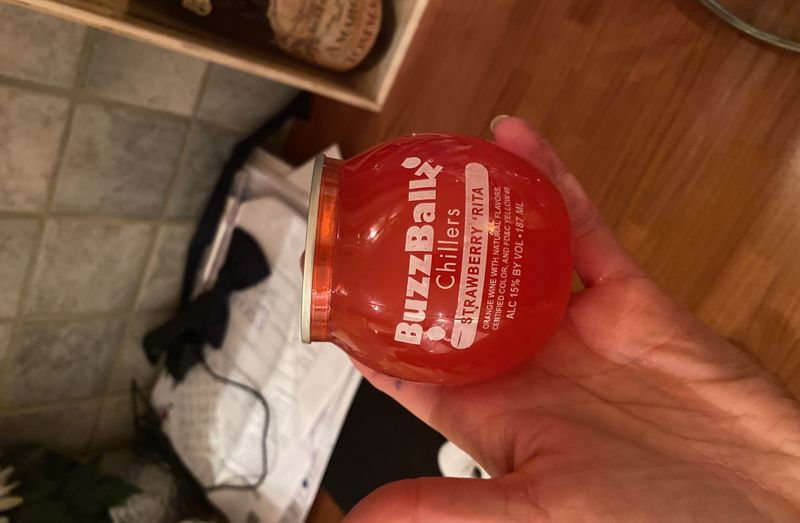 BuzzBallz
Chillers
STRAWBERRY 'RITA
ORANGE WINE WITH NATURAL FLAVORS,
CERTIFIED COLOR, AND FD&C YELLOW #5
ALC 15% BY VOL • 187 ML